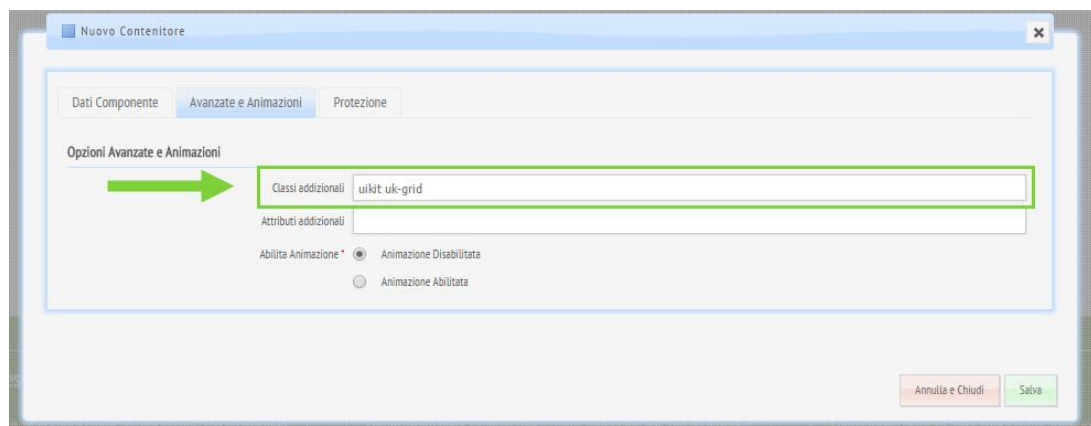 Nuovo Contenitore
Dati Componente Avanzate e Animazioni Protezione
Opzioni Avanzate e Animazioni
Classi addizionali uikit uk-grid
Attributi addizionali
Abilita Animazione * Animazione Disabilitata
Animazione Abilitata
Annulla e Chiudi Salva